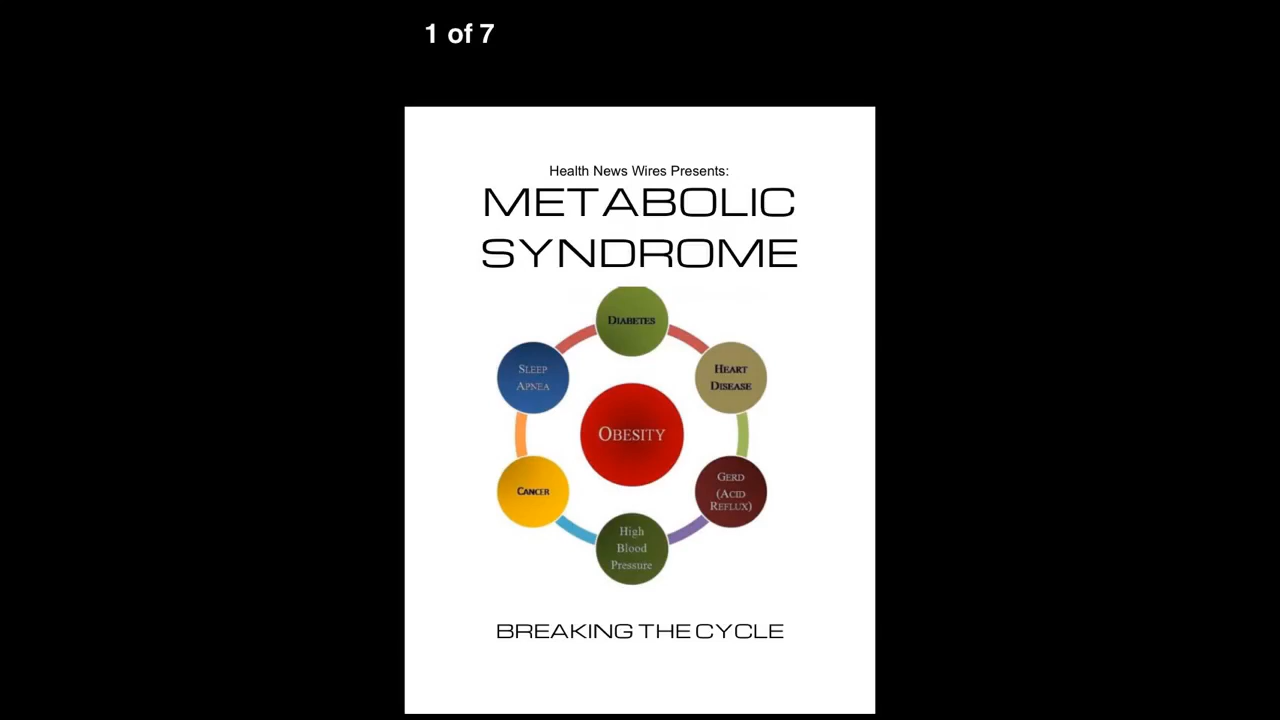 1 of 7
Health News Wires Presents:
METABOLIC
SYNDROME
DIABETES
SLEEP
APNEA
HEART
DISEASE
OBESITY
CANCER
GERD
(ACID
REFLUX)
High
Blood
Pressure
BREAKING THE CYCLE